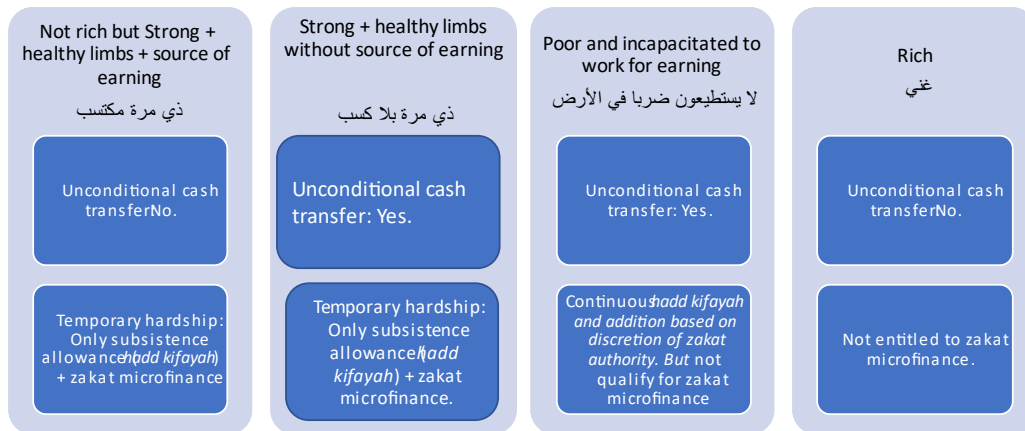 Not rich but Strong +
healthy limbs + source of
earning
ذي مرة مكتسب
Unconditional cash
transferNo.
Temporary hardship:
Only subsistence
allowance(hadd kifayah)
+ zakat microfinance
Strong + healthy limbs
without source of earning
ذي مرة بلا كسب
Unconditional cash
transfer: Yes.
Temporary hardship:
Only subsistence
allowance(hadd
kifayah) + zakat
microfinance.
Poor and incapacitated to
work for earning
لا يستطيعون ضربا في الأرض
Unconditional cash
transfer: Yes.
Continuoushadd kifayah
and addition based on
discretion of zakat
authority. But not
qualify for zakat
microfinance
Rich
غني
Unconditional cash
transferNo.
Not entitled to zakat
microfinance.